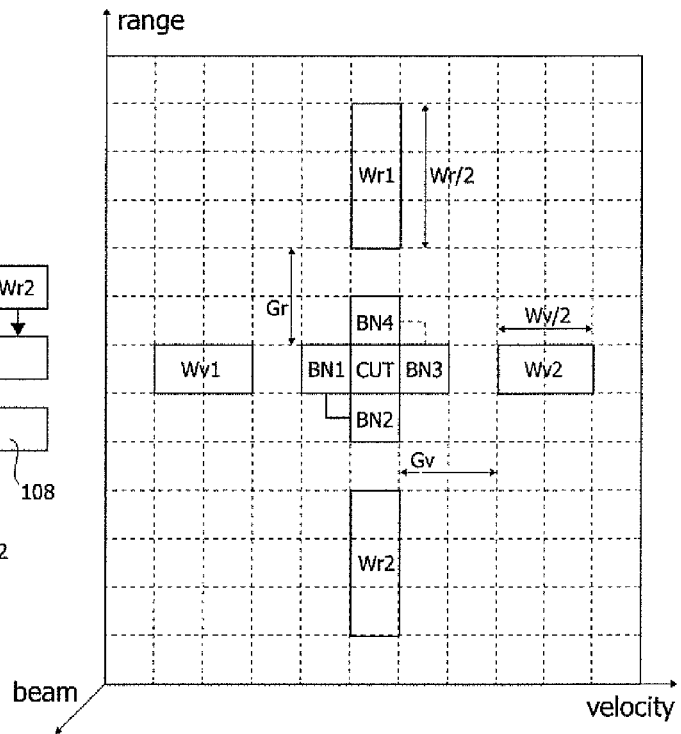 range
Wr1
Wr/2
Wr2
Gr
BN4
Wv/2
Wv1
BN1
CUT
BN3
Wv2
BN2
108
Gv
2
Wr2
beam
velocity